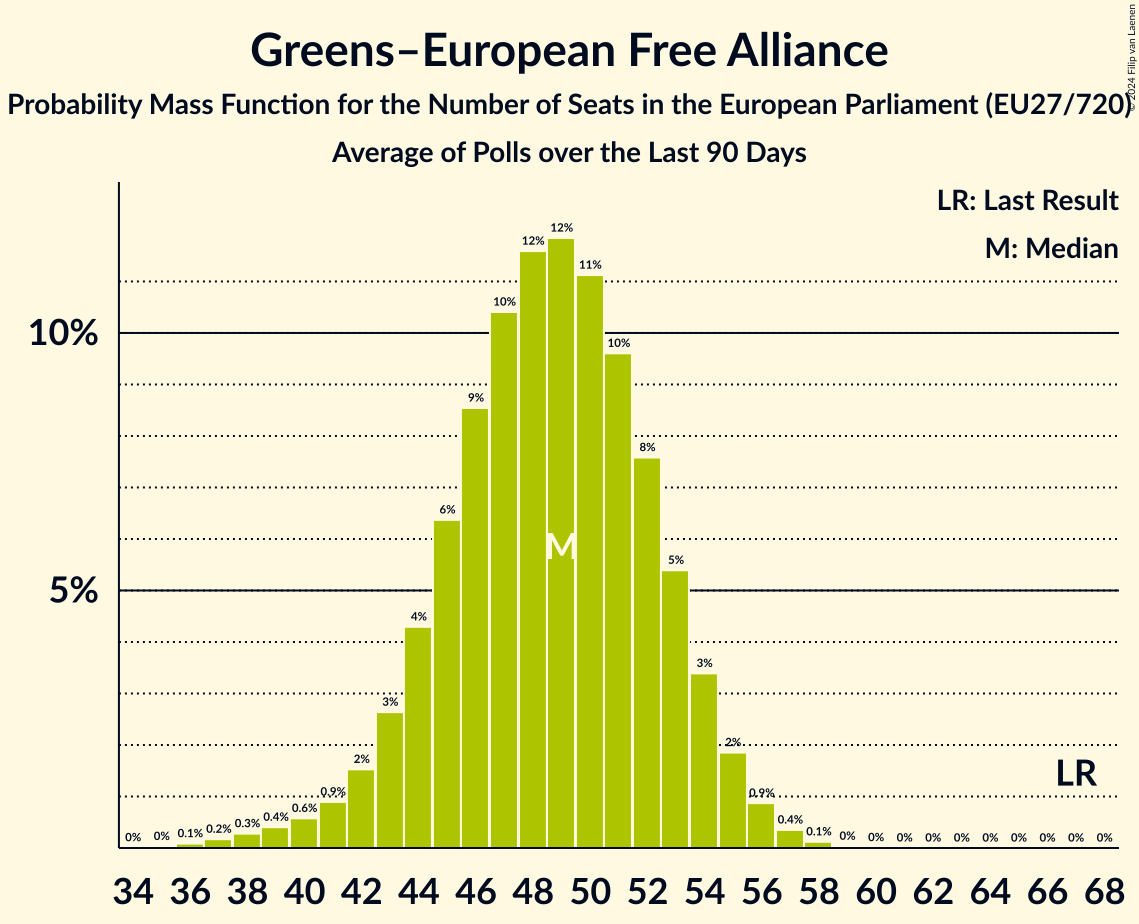 Greens–European Free Alliance
Probability Mass Function for the Number of Seats in the European Parliament (EU27/720)
Average of Polls over the Last 90 Days
© 2024 Filip van Laenen
LR: Last Result
M: Median
10%
5%
0% 0% 0.1% 0.2% 0.3% 0.4% 0.6% 0.9% 2% 3% 4% 6% 9% 10% 12% 12% 11% 10% 8% 5% 3% 2% 0.9% 0.4% 0.1% 0% 0% 0% 0% 0% 0% 0% 0% 0% 0%
M
LR
34 36 38 40 42 44 46 48 50 52 54 56 58 60 62 64 66 68